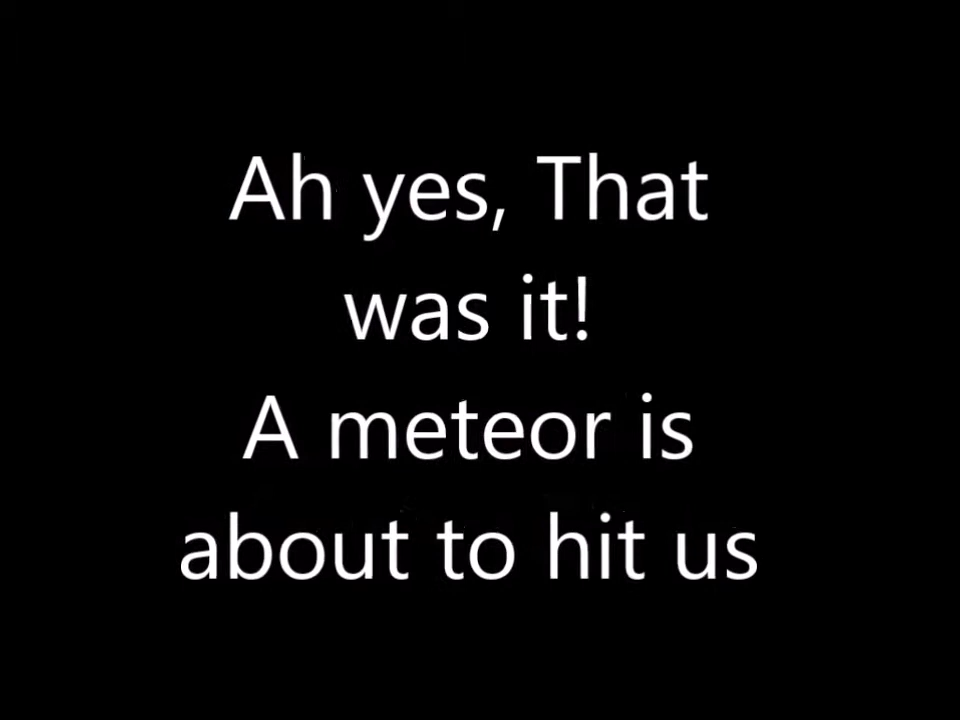 Ah yes, That
was it!
A meteor is
about to hit us